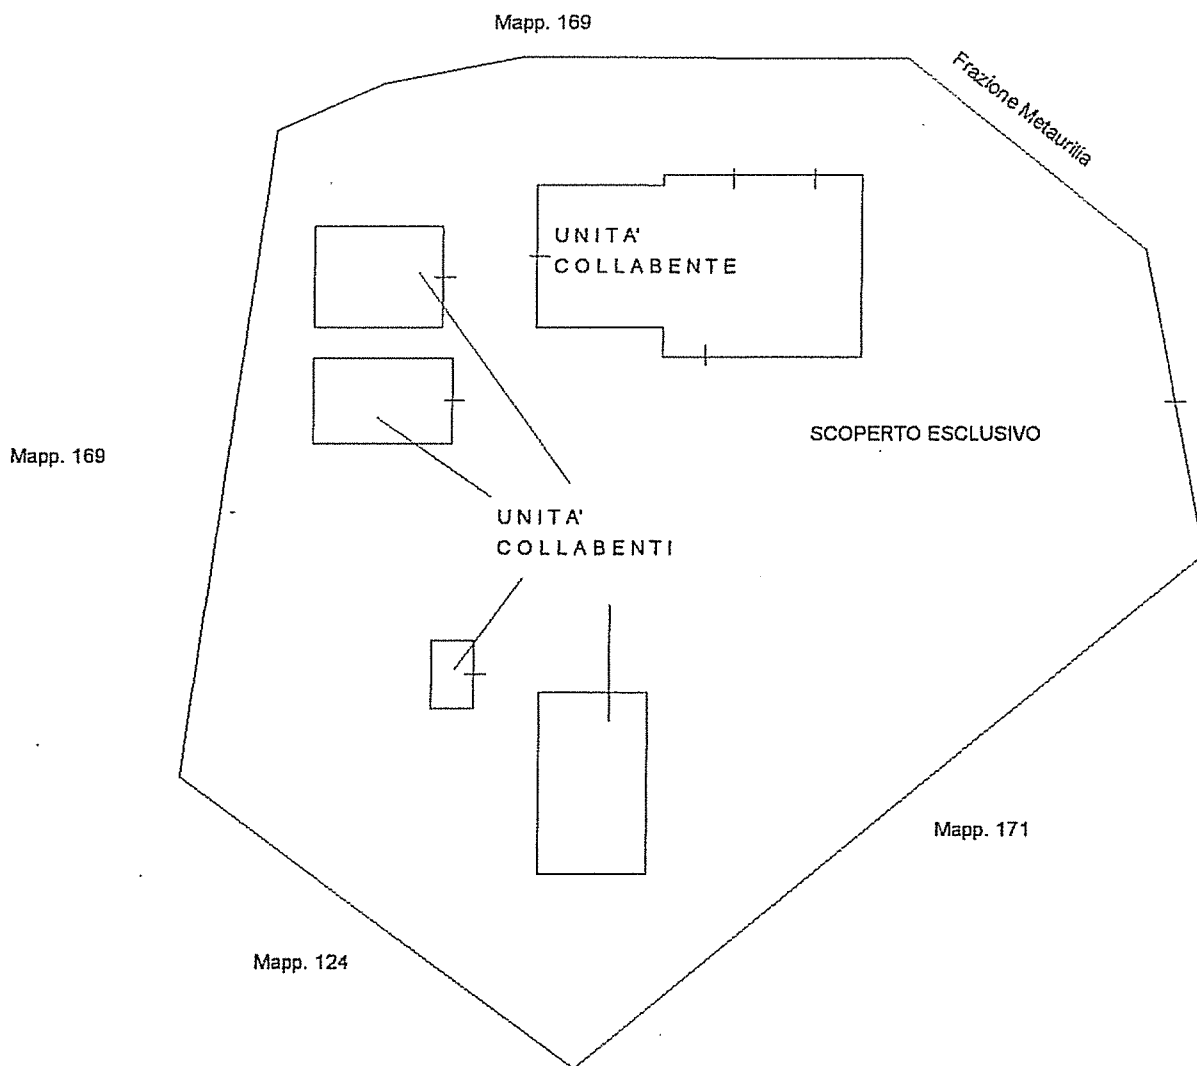 Mapp. 169
Frazione Metaurilia
UNITA'
COLLABENTE
SCOPERTO ESCLUSIVO
Mapp. 169
UNITA'
COLLABENTI
Mapp. 171
Mapp. 124